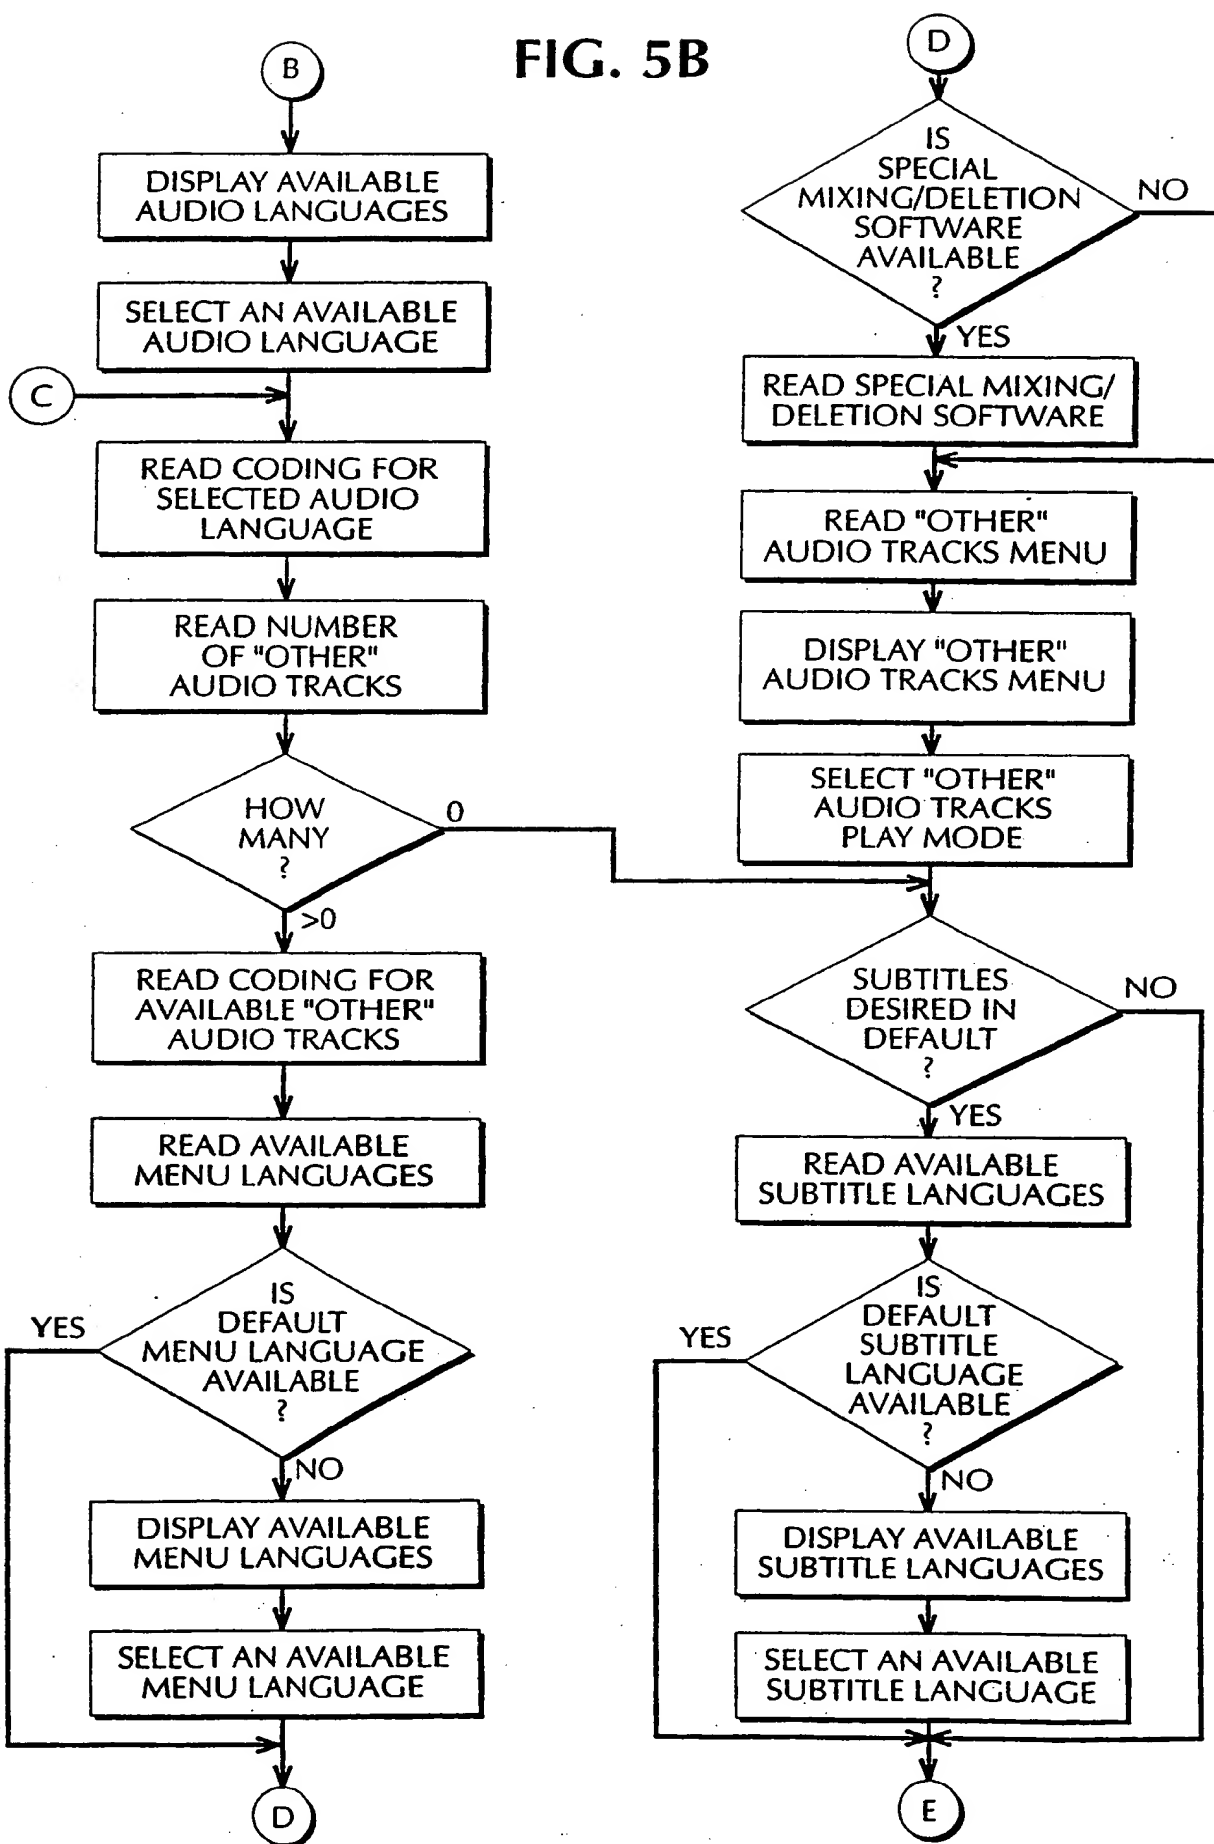 FIG. 5B
B
DISPLAY AVAILABLE
AUDIO LANGUAGES
SELECT AN AVAILABLE
AUDIO LANGUAGE
C
READ CODING FOR
SELECTED AUDIO
LANGUAGE
READ NUMBER
OF "OTHER"
AUDIO TRACKS
HOW
MANY
?
0
>0
READ CODING FOR
AVAILABLE "OTHER"
AUDIO TRACKS
READ AVAILABLE
MENU LANGUAGES
IS
DEFAULT
MENU LANGUAGE
AVAILABLE
?
YES
NO
DISPLAY AVAILABLE
MENU LANGUAGES
SELECT AN AVAILABLE
MENU LANGUAGE
D
D
IS
SPECIAL
MIXING/DELETION
SOFTWARE
AVAILABLE
?
NO
YES
READ SPECIAL MIXING/
DELETION SOFTWARE
READ "OTHER"
AUDIO TRACKS MENU
DISPLAY "OTHER"
AUDIO TRACKS MENU
SELECT "OTHER"
AUDIO TRACKS
PLAY MODE
SUBTITLES
DESIRED IN
DEFAULT
?
NO
YES
READ AVAILABLE
SUBTITLE LANGUAGES
IS
DEFAULT
SUBTITLE
LANGUAGE
AVAILABLE
?
YES
NO
DISPLAY AVAILABLE
SUBTITLE LANGUAGES
SELECT AN AVAILABLE
SUBTITLE LANGUAGE
E